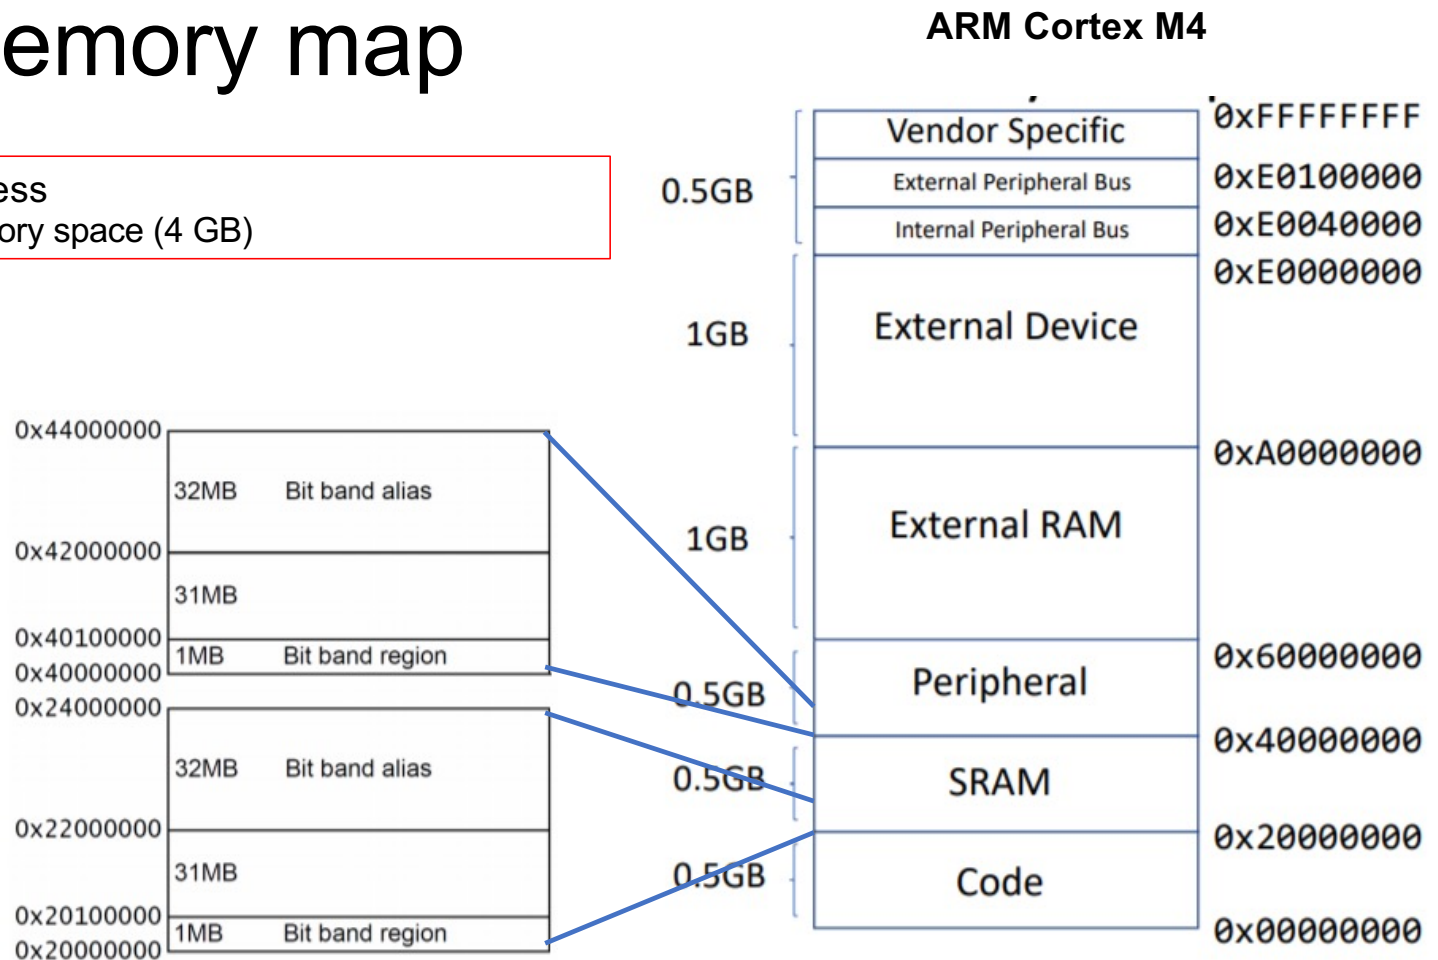 emory map
ess
ory space (4 GB)
ARM Cortex M4
0.5GB
Vendor Specific
0xFFFFFFFF
External Peripheral Bus
0xE0100000
Internal Peripheral Bus
0xE0040000
0xE0000000
1GB
External Device
0xA0000000
1GB
External RAM
0x60000000
0.5GB
Peripheral
0x40000000
0.5GB
SRAM
0x20000000
0.5GB
Code
0x00000000
0x44000000
32MB Bit band alias
0x42000000
31MB
0x40100000
1MB Bit band region
0x40000000
0x24000000
32MB Bit band alias
0x22000000
31MB
0x20100000
1MB Bit band region
0x20000000